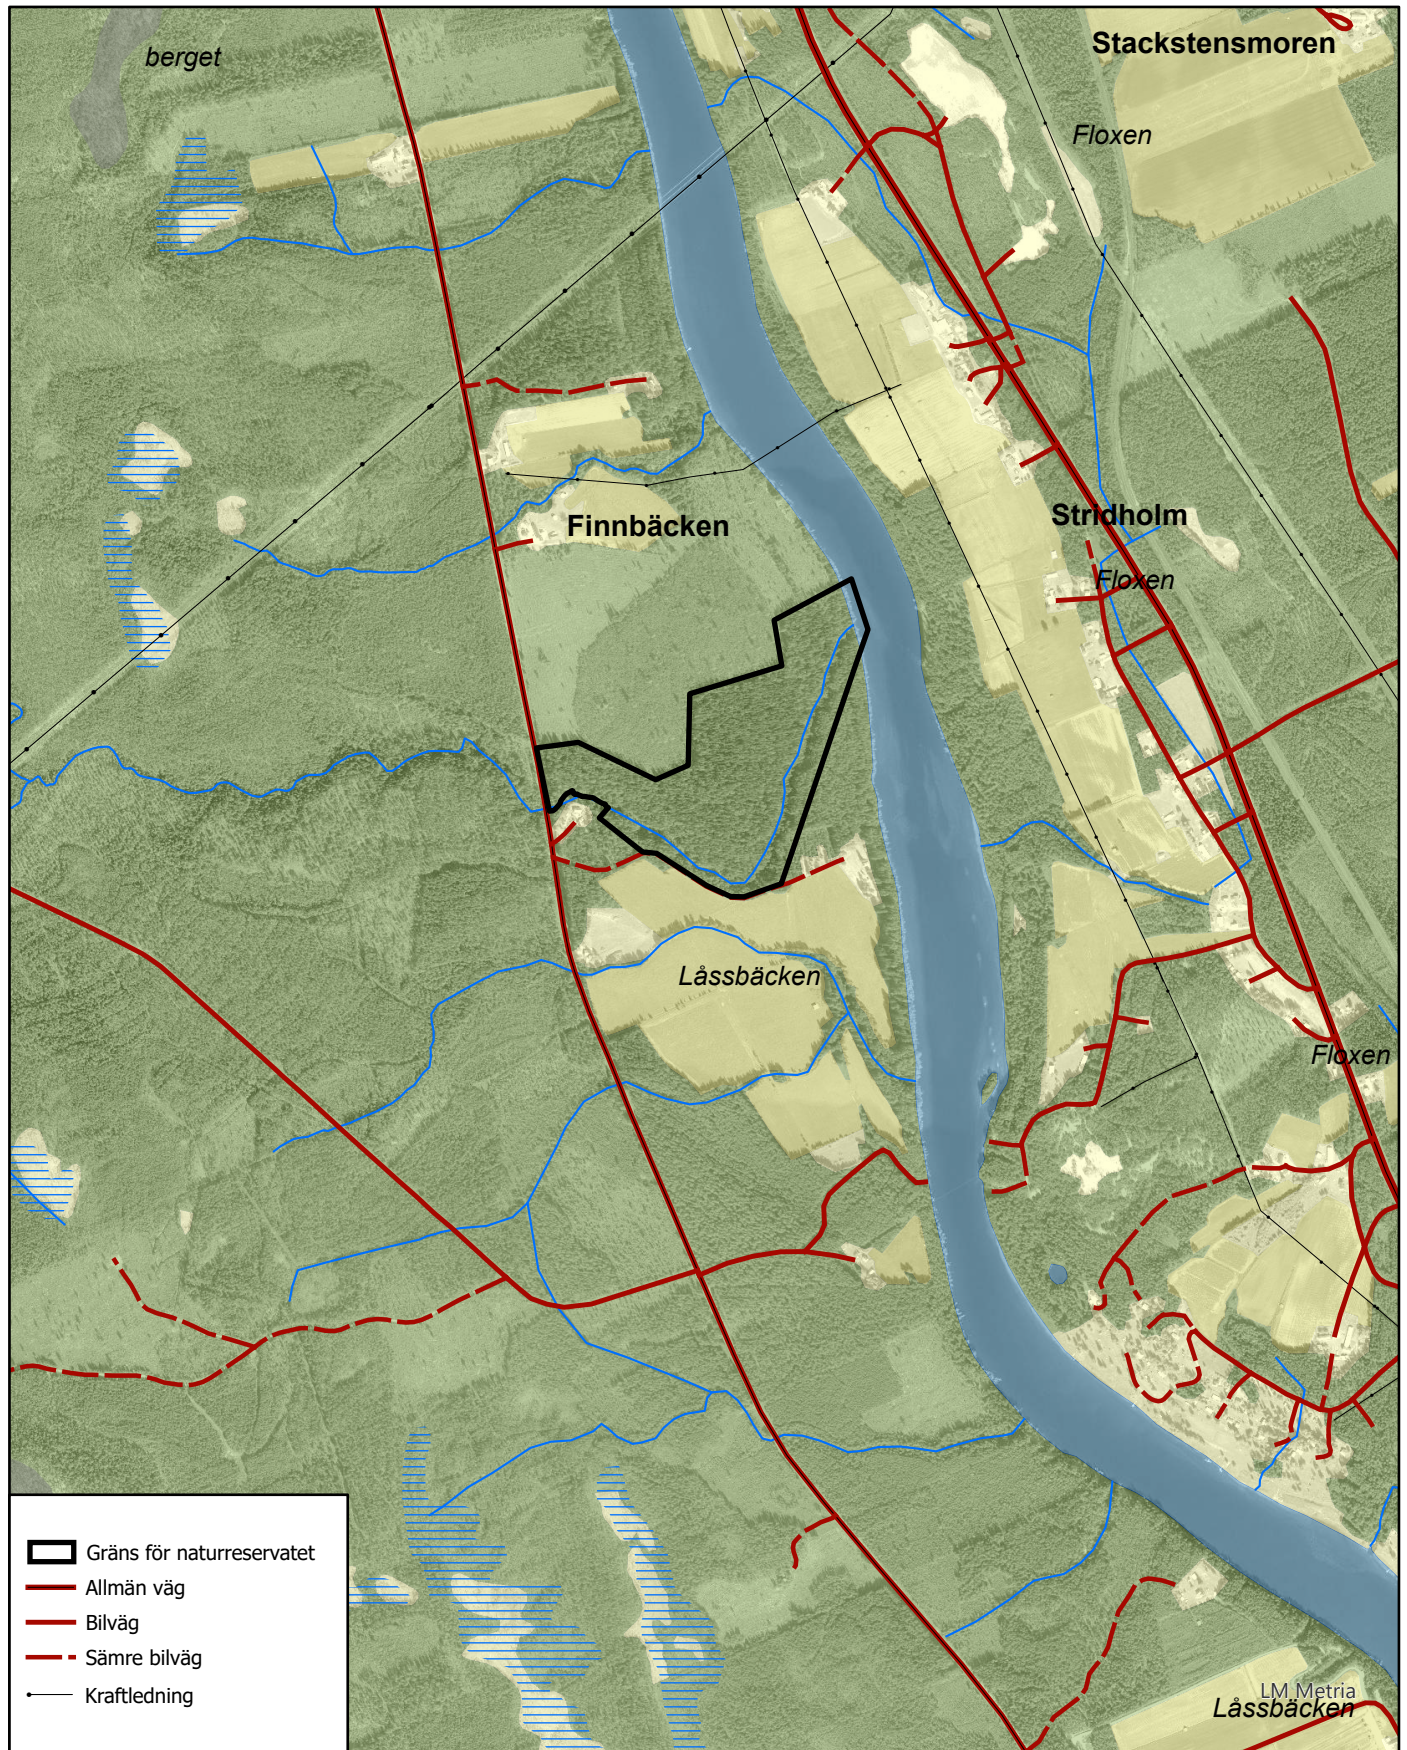 berget
Stackstensmoren
Floxen
Finnbäcken
Stridholm
Floxen
Låssbäcken
Floxen
Gräns för naturreservatet
Allmän väg
Bilväg
Sämre bilväg
Kraftledning
LM Metria
Låssbäcken